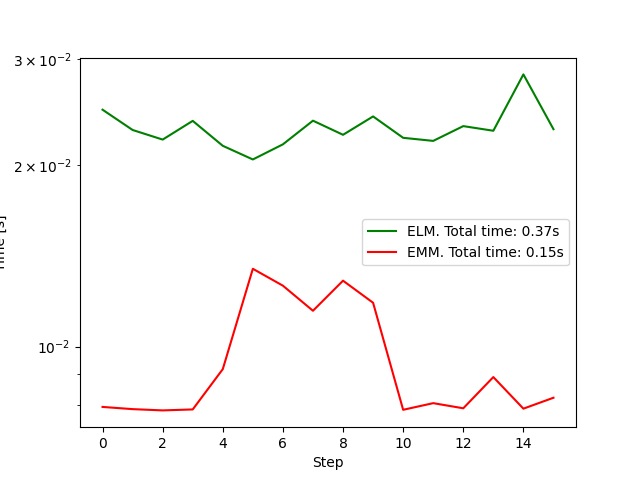 3 × 10⁻²
2 × 10⁻²
10⁻²
Time [s]
ELM. Total time: 0.37s
EMM. Total time: 0.15s
0 2 4 6 8 10 12 14
Step